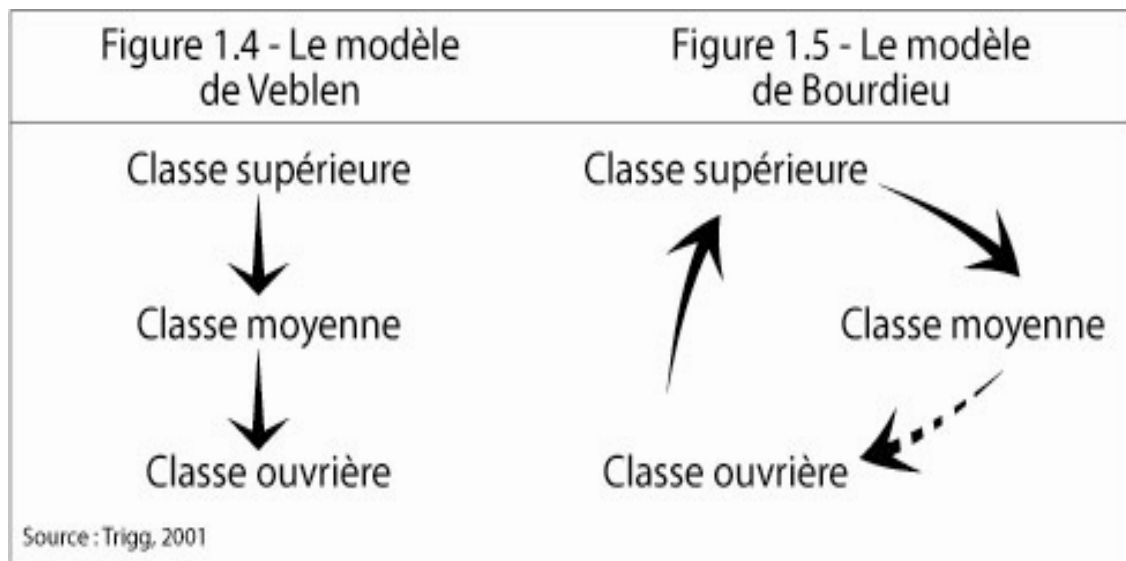 Figure 1.4 - Le modèle
de Veblen
Classe supérieure
Classe moyenne
Classe ouvrière
Source : Trigg, 2001
Figure 1.5 - Le modèle
de Bourdieu
Classe supérieure
Classe moyenne
Classe ouvrière